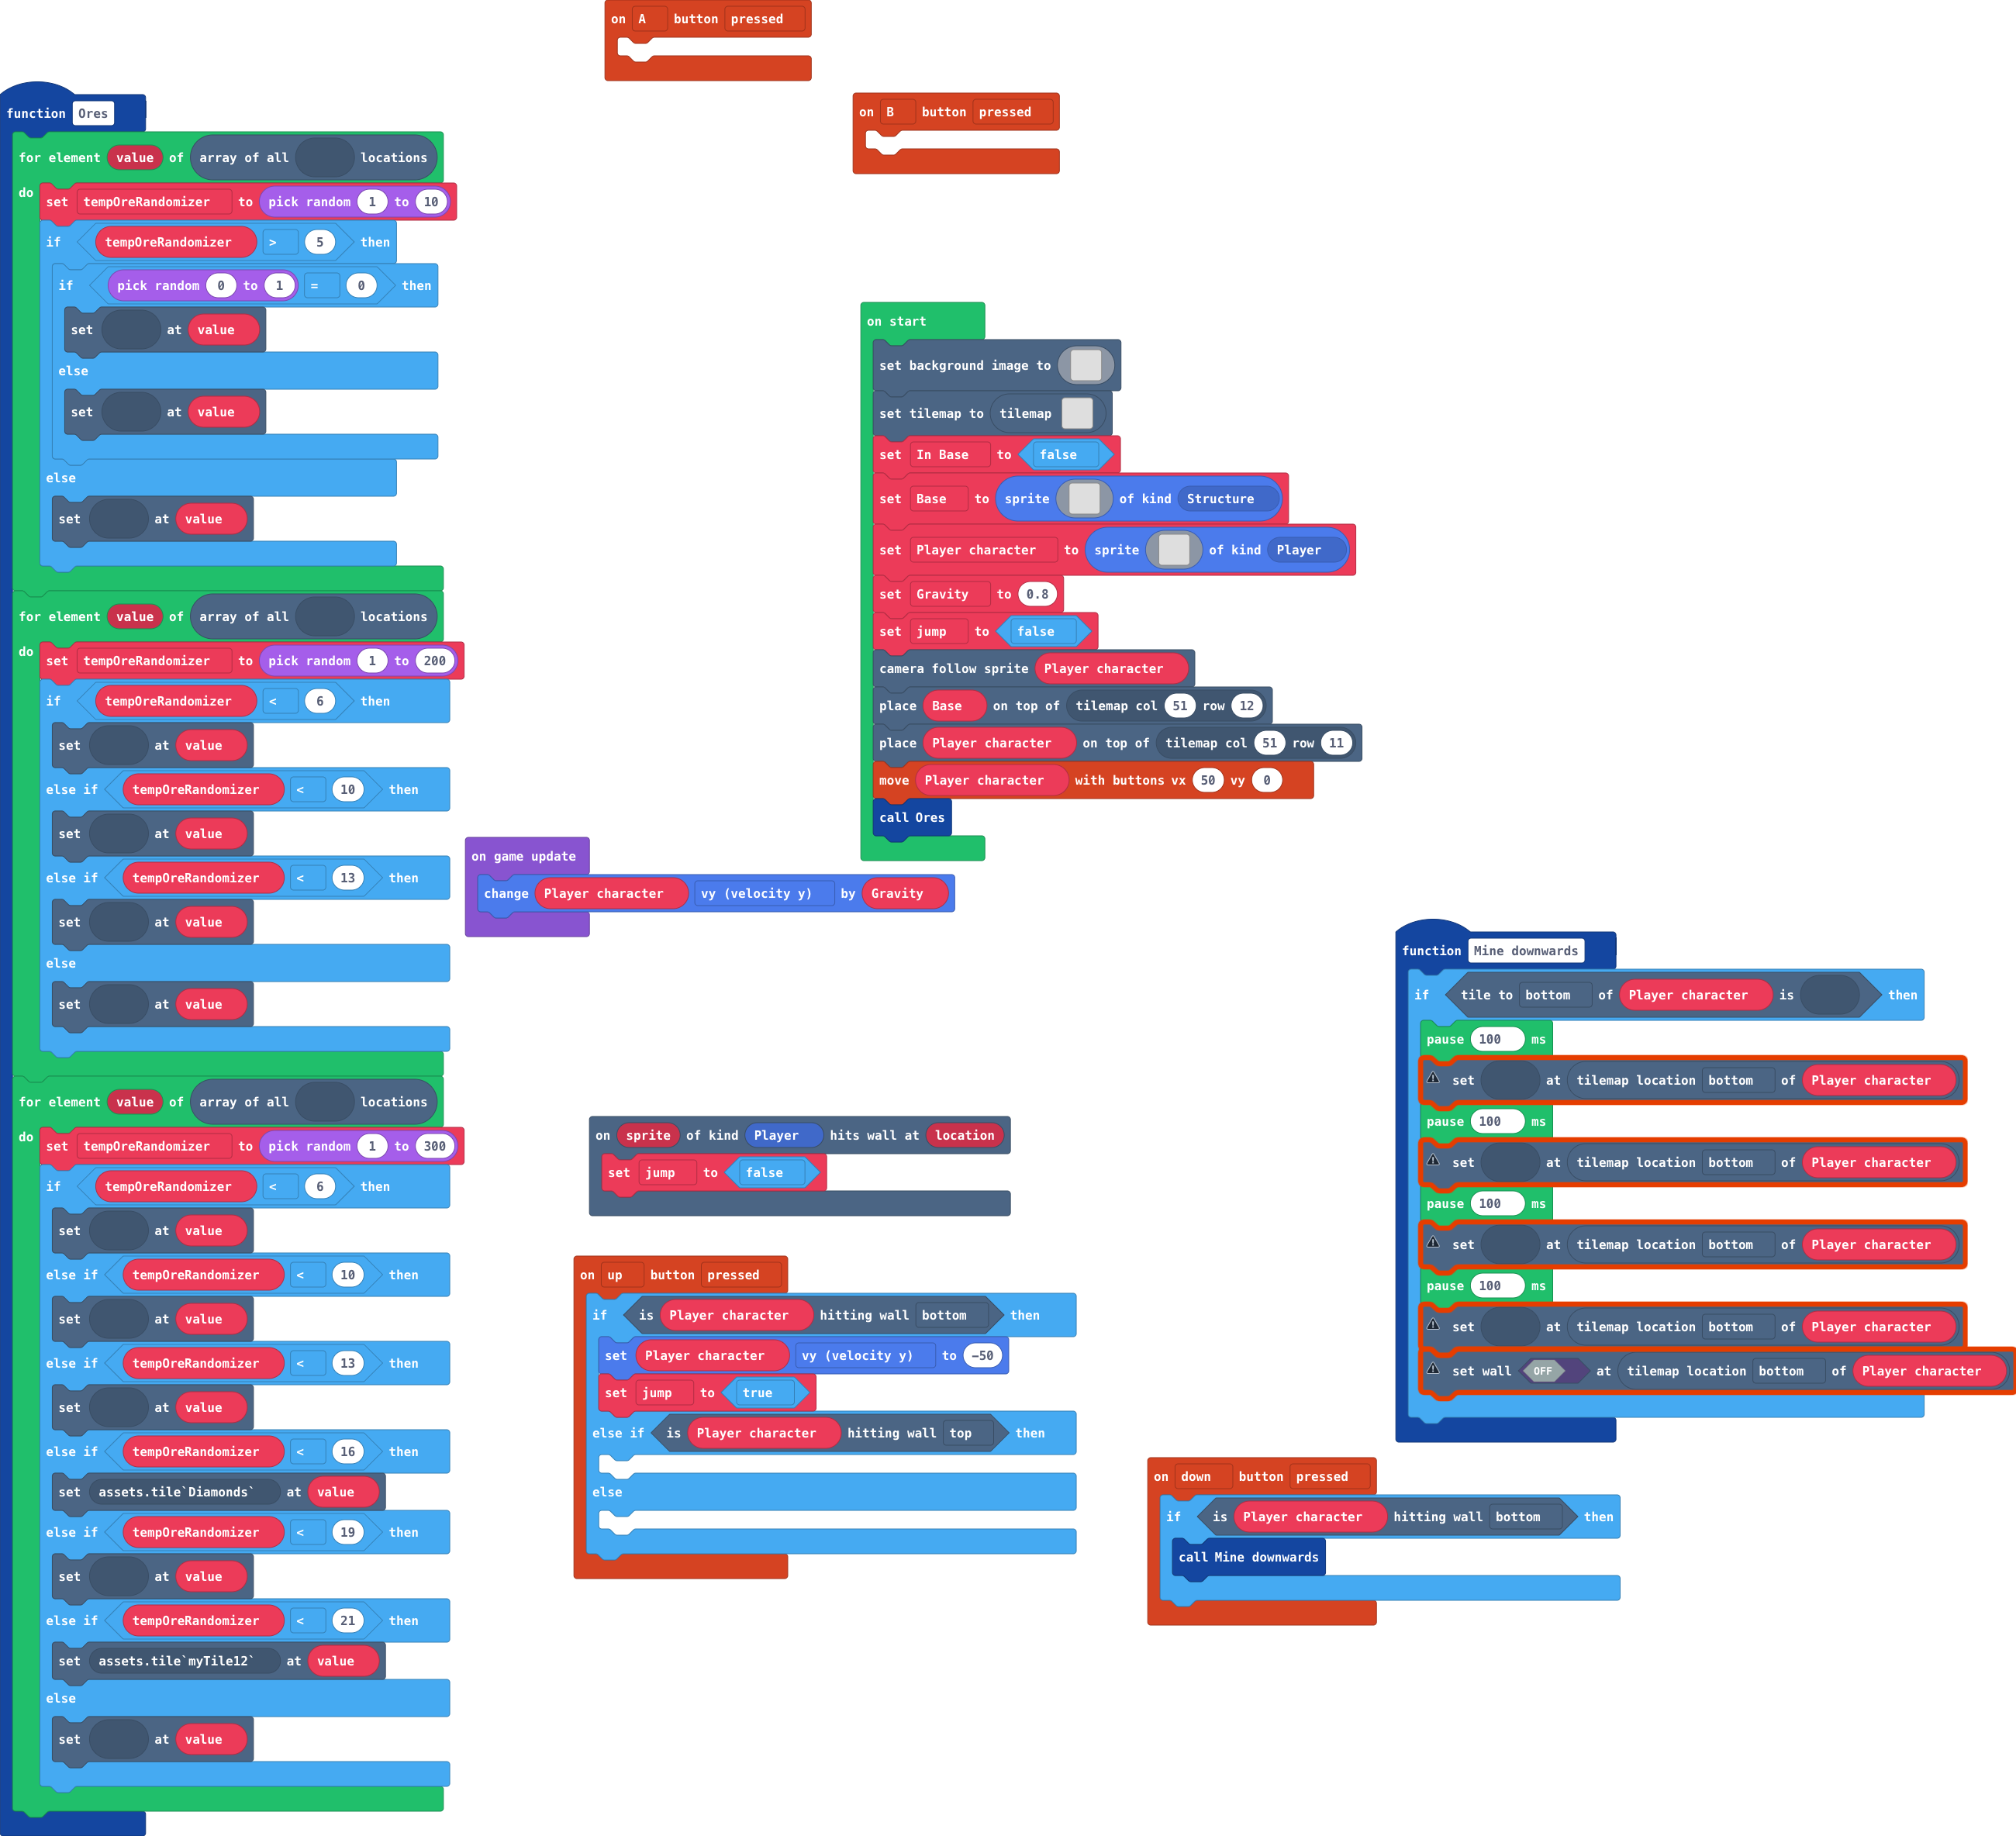 on A button pressed
on B button pressed
function Ores
for element value of array of all locations
do
set tempOreRandomizer to pick random 1 to 10
if tempOreRandomizer > 5 then
if pick random 0 to 1 = 0 then
set at value
else
set at value
else
set at value
for element value of array of all locations
do
set tempOreRandomizer to pick random 1 to 200
if tempOreRandomizer < 6 then
set at value
else if tempOreRandomizer < 10 then
set at value
else if tempOreRandomizer < 13 then
set at value
else
set at value
for element value of array of all locations
do
set tempOreRandomizer to pick random 1 to 300
if tempOreRandomizer < 6 then
set at value
else if tempOreRandomizer < 10 then
set at value
else if tempOreRandomizer < 13 then
set at value
else if tempOreRandomizer < 16 then
set assets.tile`Diamonds` at value
else if tempOreRandomizer < 19 then
set at value
else if tempOreRandomizer < 21 then
set assets.tile`myTile12` at value
else
set at value
on start
set background image to
set tilemap to tilemap
set In Base to false
set Base to sprite of kind Structure
set Player character to sprite of kind Player
set Gravity to 0.8
set jump to false
camera follow sprite Player character
place Base on top of tilemap col 51 row 12
place Player character on top of tilemap col 51 row 11
move Player character with buttons vx 50 vy 0
call Ores
on game update
change Player character vy (velocity y) by Gravity
on sprite of kind Player hits wall at location
set jump to false
on up button pressed
if is Player character hitting wall bottom then
set Player character vy (velocity y) to -50
set jump to true
else if is Player character hitting wall top then
else
function Mine downwards
if tile to bottom of Player character is then
pause 100 ms
set at tilemap location bottom of Player character
pause 100 ms
set at tilemap location bottom of Player character
pause 100 ms
set at tilemap location bottom of Player character
pause 100 ms
set at tilemap location bottom of Player character
set wall OFF at tilemap location bottom of Player character
on down button pressed
if is Player character hitting wall bottom then
call Mine downwards